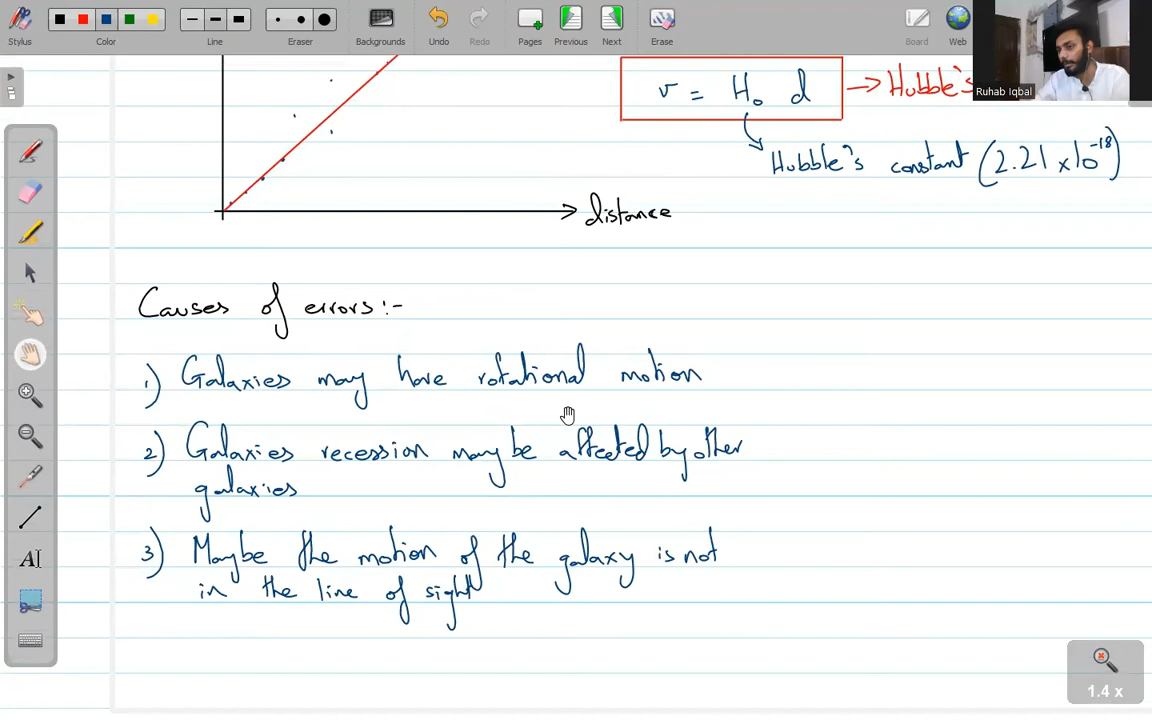 Stylus Color Line Eraser Backgrounds Undo Redo Pages Previous Next Erase Board Web
Ruhab Iqbal
v = H₀ d → Hubble's
Hubble's constant (2.21 x 10⁻¹⁸)
distance
Causes of errors:-
1) Galaxies may have rotational motion
2) Galaxies recession may be affected by other
galaxies
3) Maybe the motion of the galaxy is not
in the line of sight
A
1.4 x